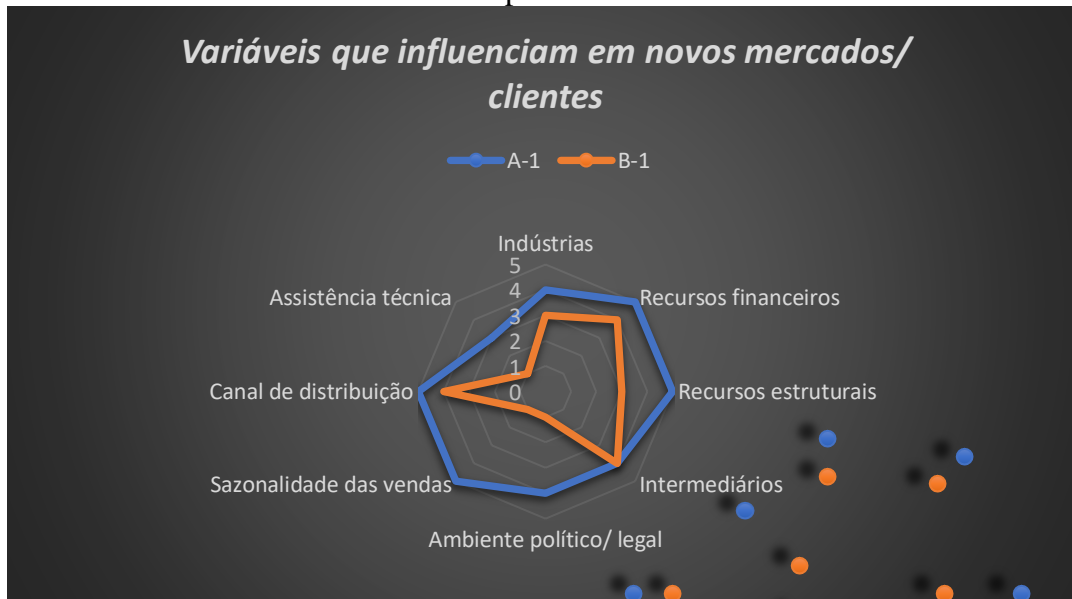 Variáveis que influenciam em novos mercados/
clientes
A-1 B-1
Indústrias
5
4
3
2
1
0
Assistência técnica
Recursos financeiros
Canal de distribuição
Recursos estruturais
Sazonalidade das vendas
Intermediários
Ambiente político/ legal